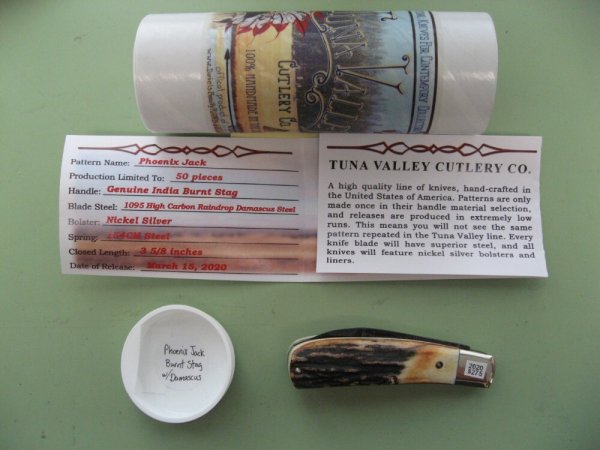 TUNA VALLEY
CUTLERY CO.
100% HANDMADE IN
Pattern Name: Phoenix Jack
Production Limited To: 50 pieces
Handle: Genuine India Burnt Stag
Blade Steel: 1095 High Carbon Raindrop Damascus Steel
Bolster: Nickel Silver
Spring: 154CM Steel
Closed Length: 3 5/8 inches
Date of Release: March 15, 2020
TUNA VALLEY CUTLERY CO.
A high quality line of knives, hand-crafted in
the United States of America. Patterns are only
made once in their handle material selection,
and releases are produced in extremely low
runs. This means you will not see the same
pattern repeated in the Tuna Valley line. Every
knife blade will have superior steel, and all
knives will feature nickel silver bolsters and
liners.
Phoenix Jack
Burnt Stag
w/ Damascus
2020